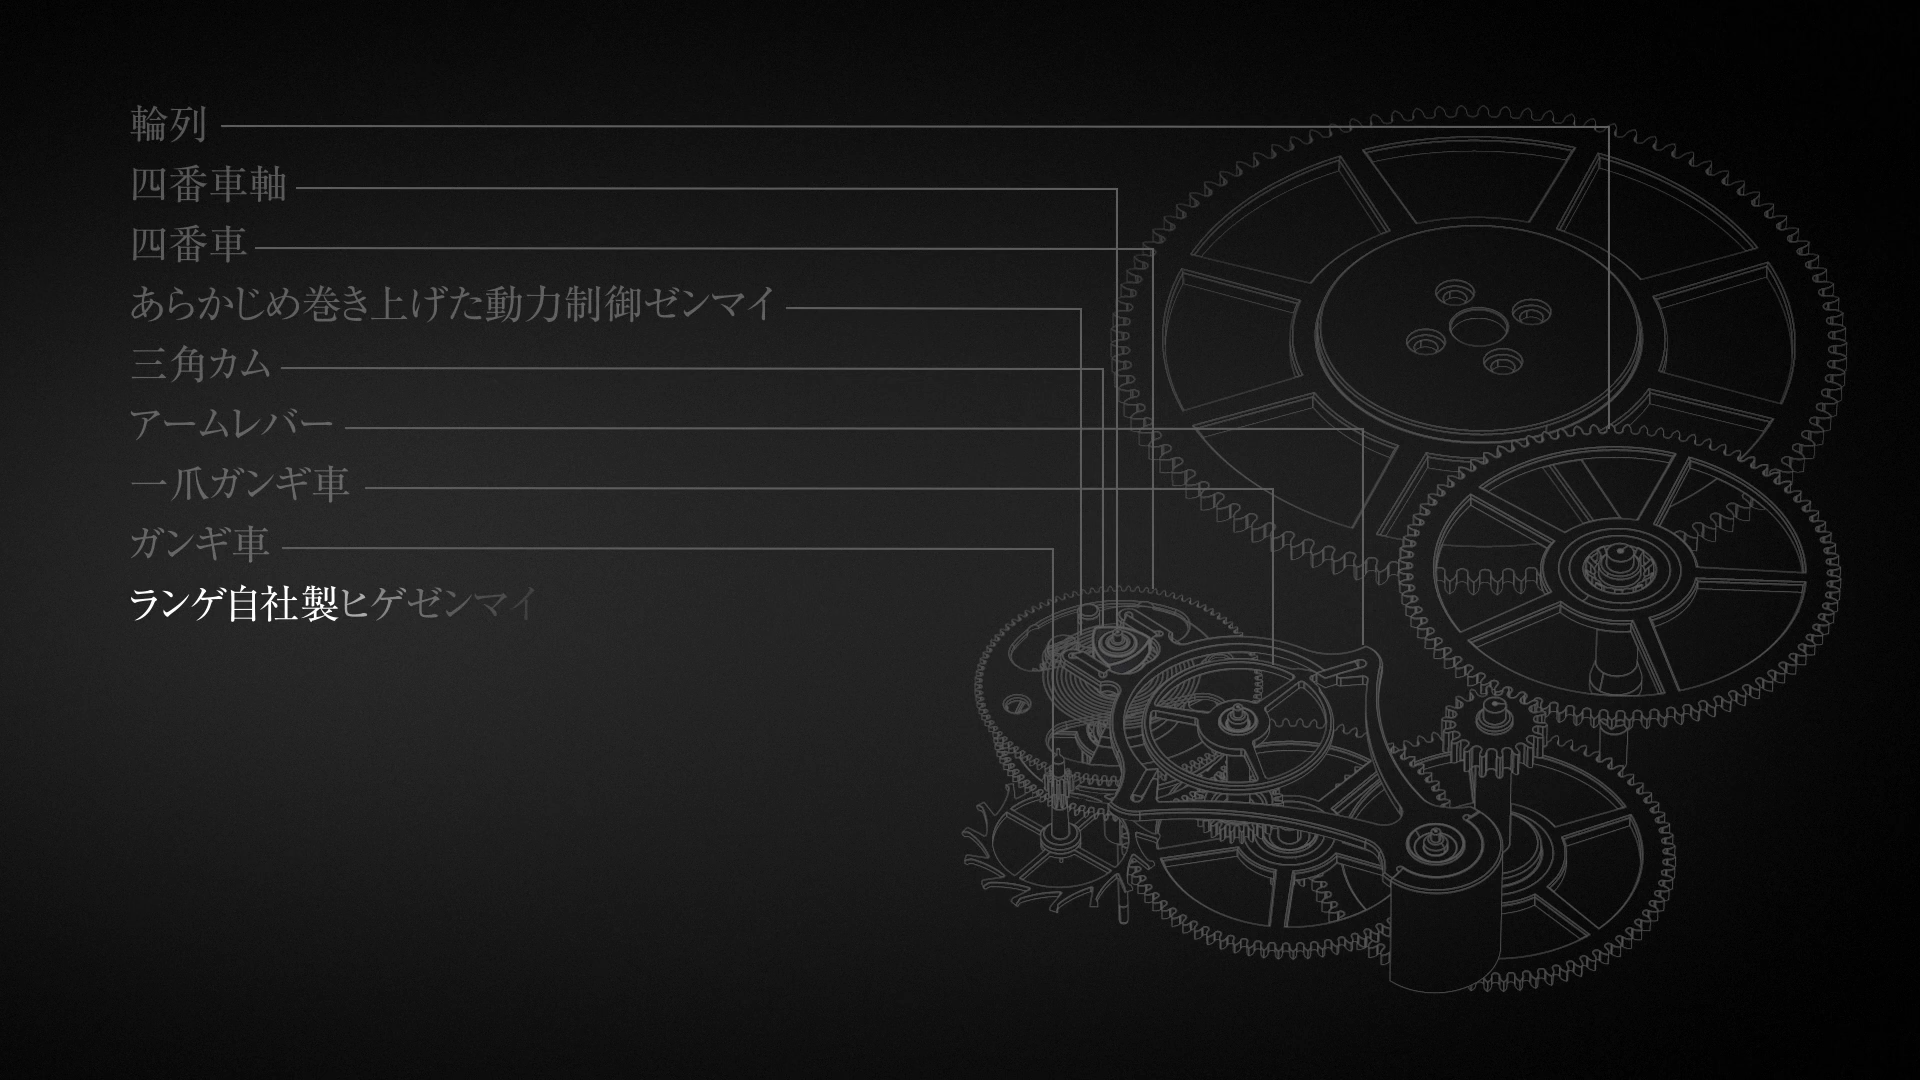 輪列
四番車軸
四番車
あらかじめ巻き上げた動力制御ゼンマイ
三角カム
アームレバー
一爪ガンギ車
ガンギ車
ランゲ自社製ヒゲゼンマイ